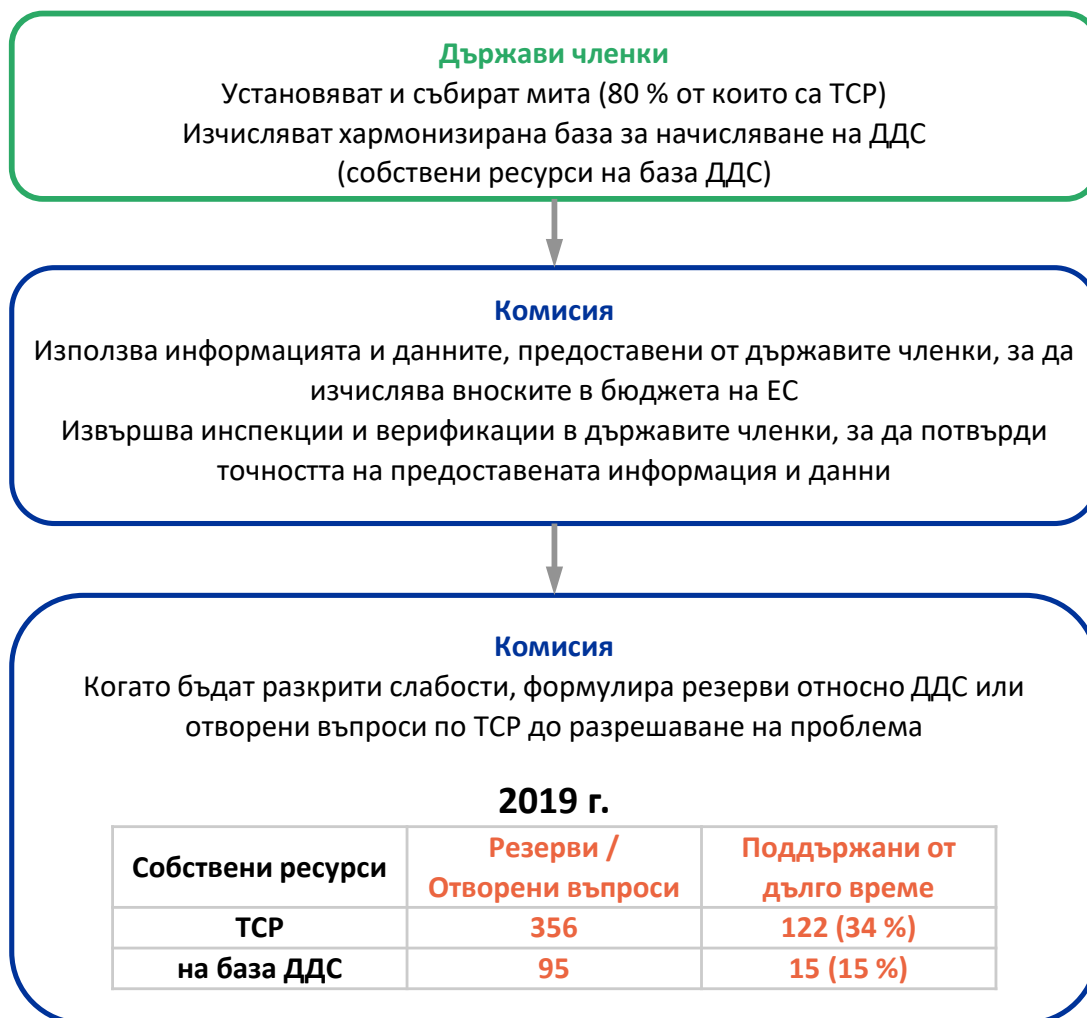 Държави членки
Установяват и събират мита (80 % от които са ТСР)
Изчисляват хармонизирана база за начисляване на ДДС
(собствени ресурси на база ДДС)
Комисия
Използва информацията и данните, предоставени от държавите членки, за да
изчислява вноските в бюджета на ЕС
Извършва инспекции и верификации в държавите членки, за да потвърди
точността на предоставената информация и данни
Комисия
Когато бъдат разкрити слабости, формулира резерви относно ДДС или
отворени въпроси по ТСР до разрешаване на проблема
2019 г.
Собствени ресурси
Резерви /
Отворени въпроси
Поддържани от
дълго време
ТСР
356
122 (34 %)
на база ДДС
95
15 (15 %)